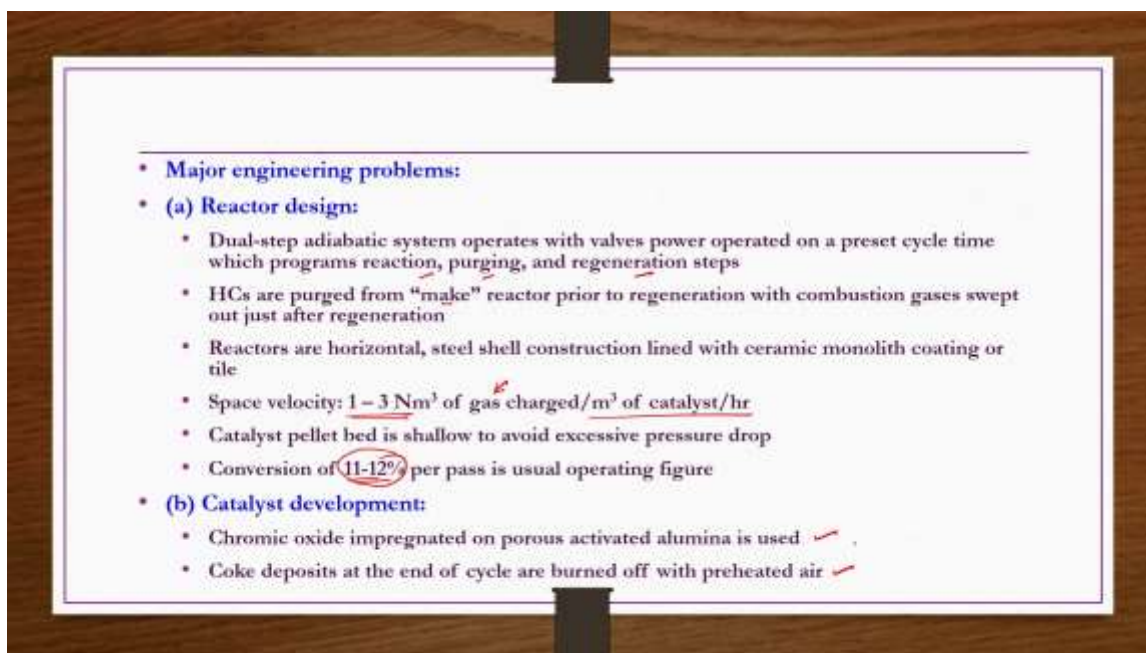 • Major engineering problems:
• (a) Reactor design:
• Dual-step adiabatic system operates with valves power operated on a preset cycle time
which programs reaction, purging, and regeneration steps
• HCs are purged from “make” reactor prior to regeneration with combustion gases swept
out just after regeneration
• Reactors are horizontal, steel shell construction lined with ceramic monolith coating or
tile
• Space velocity: 1 – 3 Nm³ of gas charged/m³ of catalyst/hr
• Catalyst pellet bed is shallow to avoid excessive pressure drop
• Conversion of 11-12% per pass is usual operating figure
• (b) Catalyst development:
• Chromic oxide impregnated on porous activated alumina is used
• Coke deposits at the end of cycle are burned off with preheated air